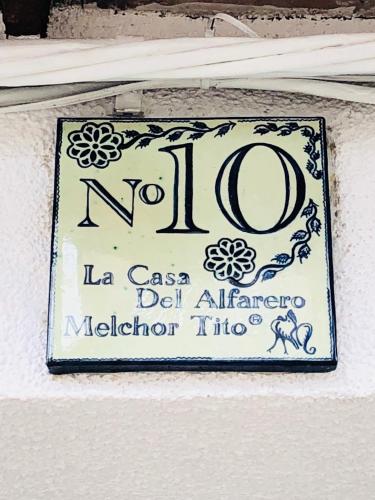 Nº10
La Casa
Del Alfarero
Melchor Tito®